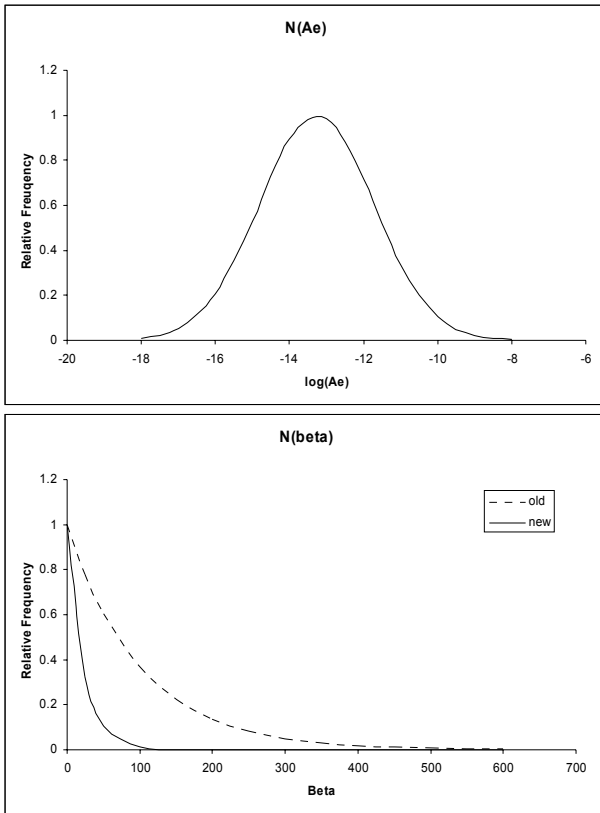 N(Ae)
1.2
1
0.8
0.6
0.4
0.2
0
Relative Freuqency
-20 -18 -16 -14 -12 -10 -8 -6
log(Ae)
N(beta)
1.2
1
0.8
0.6
0.4
0.2
0
Relative Frequency
old
new
0 100 200 300 400 500 600 700
Beta